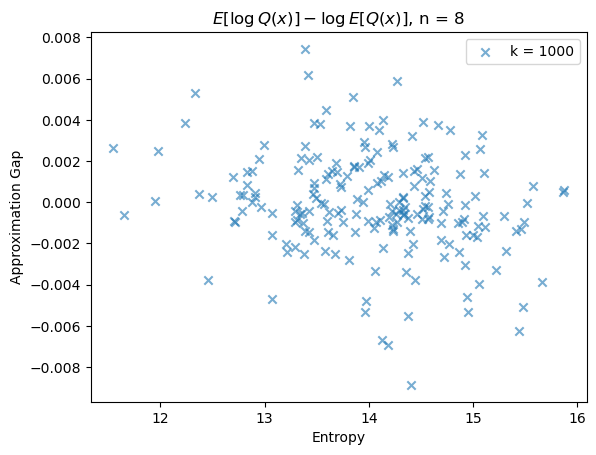 E[log Q(x)] − log E[Q(x)], n = 8
k = 1000
Approximation Gap
0.008
0.006
0.004
0.002
0.000
−0.002
−0.004
−0.006
−0.008
12 13 14 15 16
Entropy